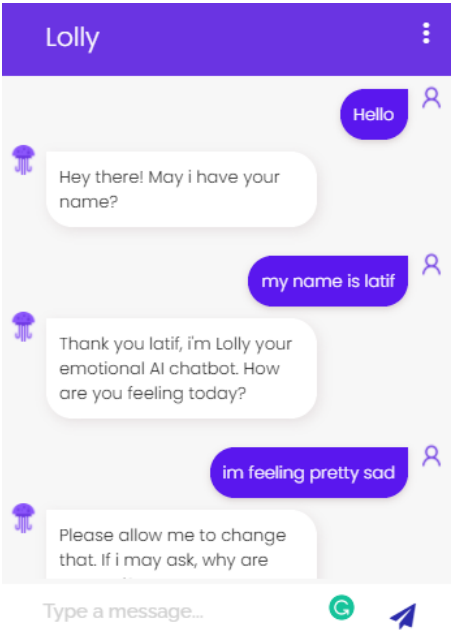 Lolly
Hello
Hey there! May i have your
name?
my name is latif
Thank you latif, i'm Lolly your
emotional AI chatbot. How
are you feeling today?
im feeling pretty sad
Please allow me to change
that. If i may ask, why are
Type a message...